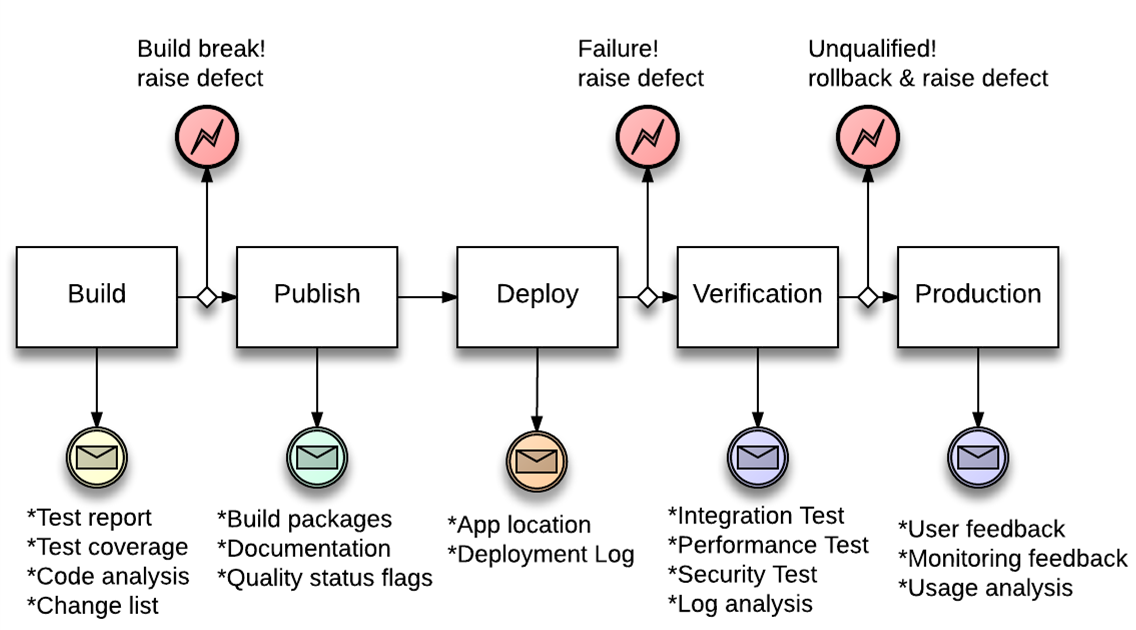 Build break!
raise defect
Failure!
raise defect
Unqualified!
rollback & raise defect
Build
Publish
Deploy
Verification
Production
*Test report
*Test coverage
*Code analysis
*Change list
*Build packages
*Documentation
*Quality status flags
*App location
*Deployment Log
*Integration Test
*Performance Test
*Security Test
*Log analysis
*User feedback
*Monitoring feedback
*Usage analysis